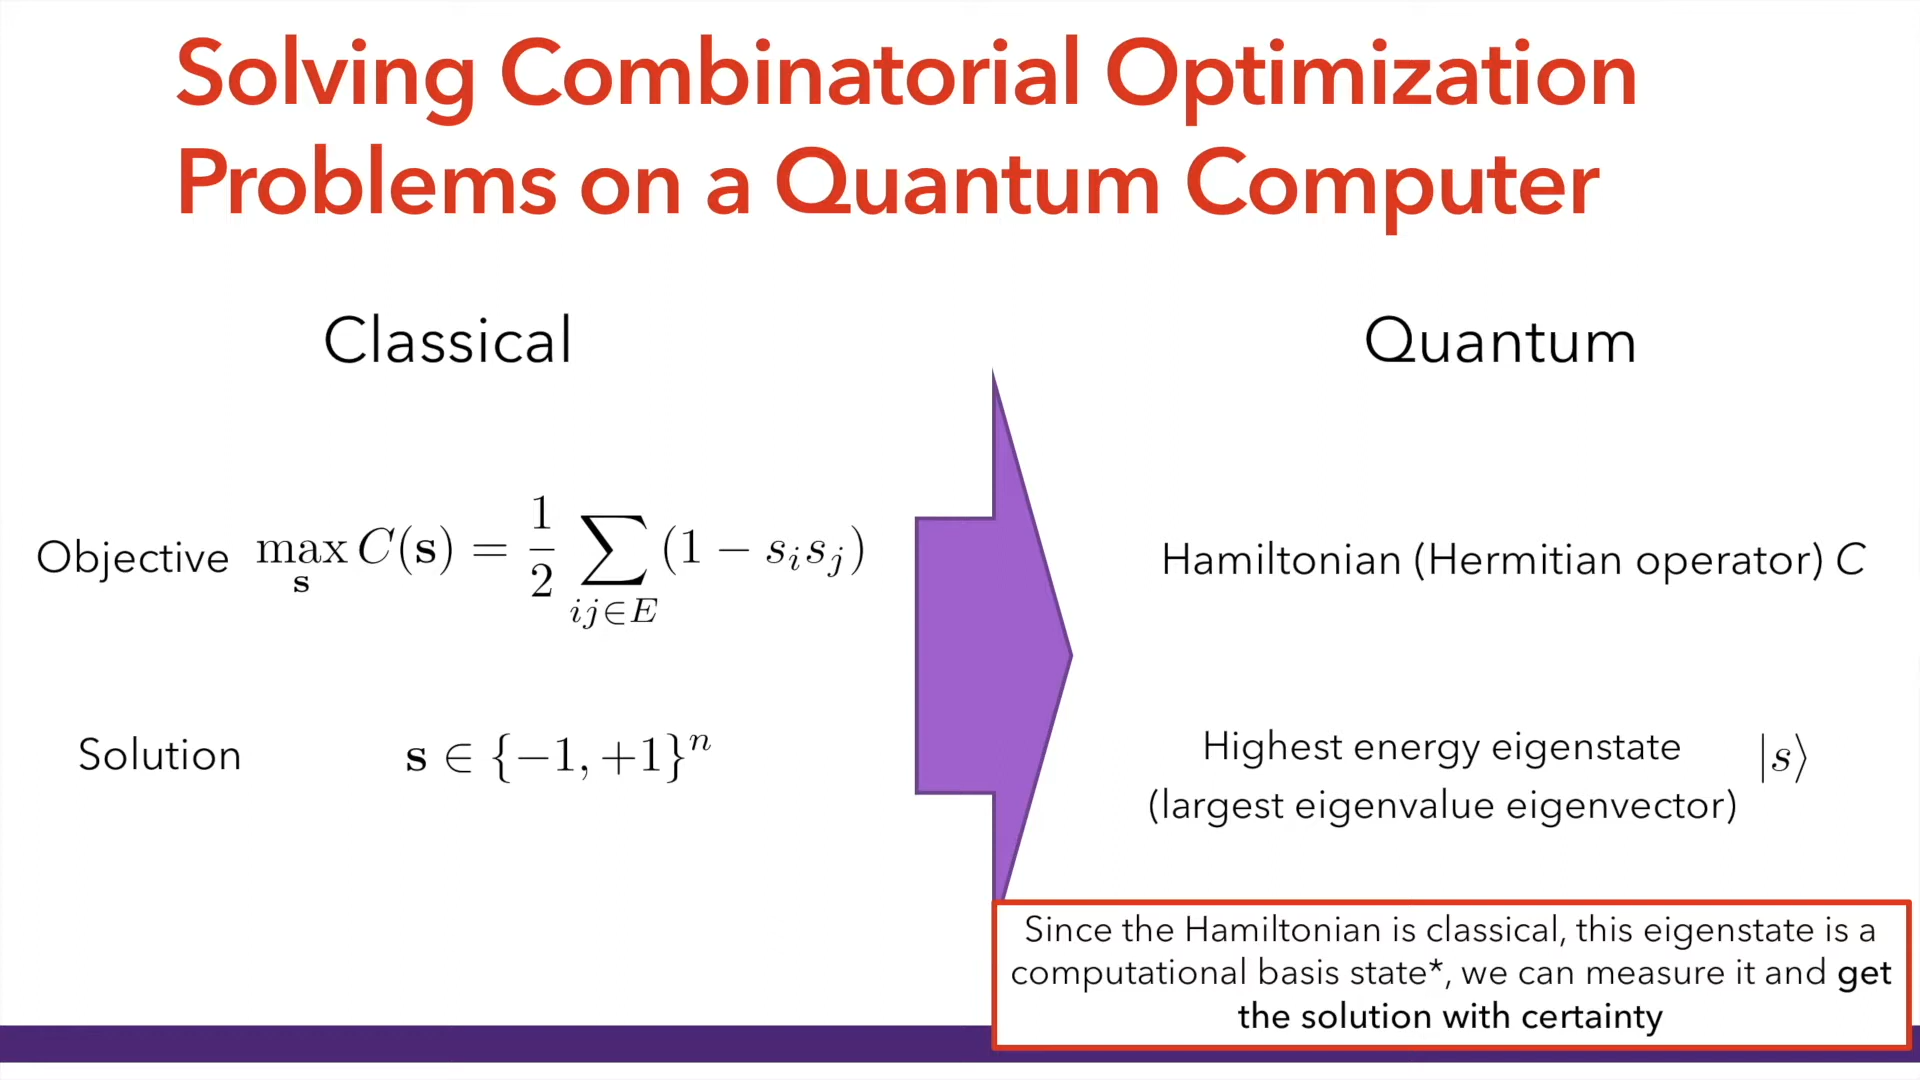 Solving Combinatorial Optimization
Problems on a Quantum Computer
Classical
Quantum
Objective max_s C(s) = 1/2 ∑_{ij∈E} (1 − s_i s_j)
Hamiltonian (Hermitian operator) C
Solution s ∈ {−1, +1}^n
Highest energy eigenstate
(largest eigenvalue eigenvector) |s⟩
Since the Hamiltonian is classical, this eigenstate is a
computational basis state*, we can measure it and get
the solution with certainty